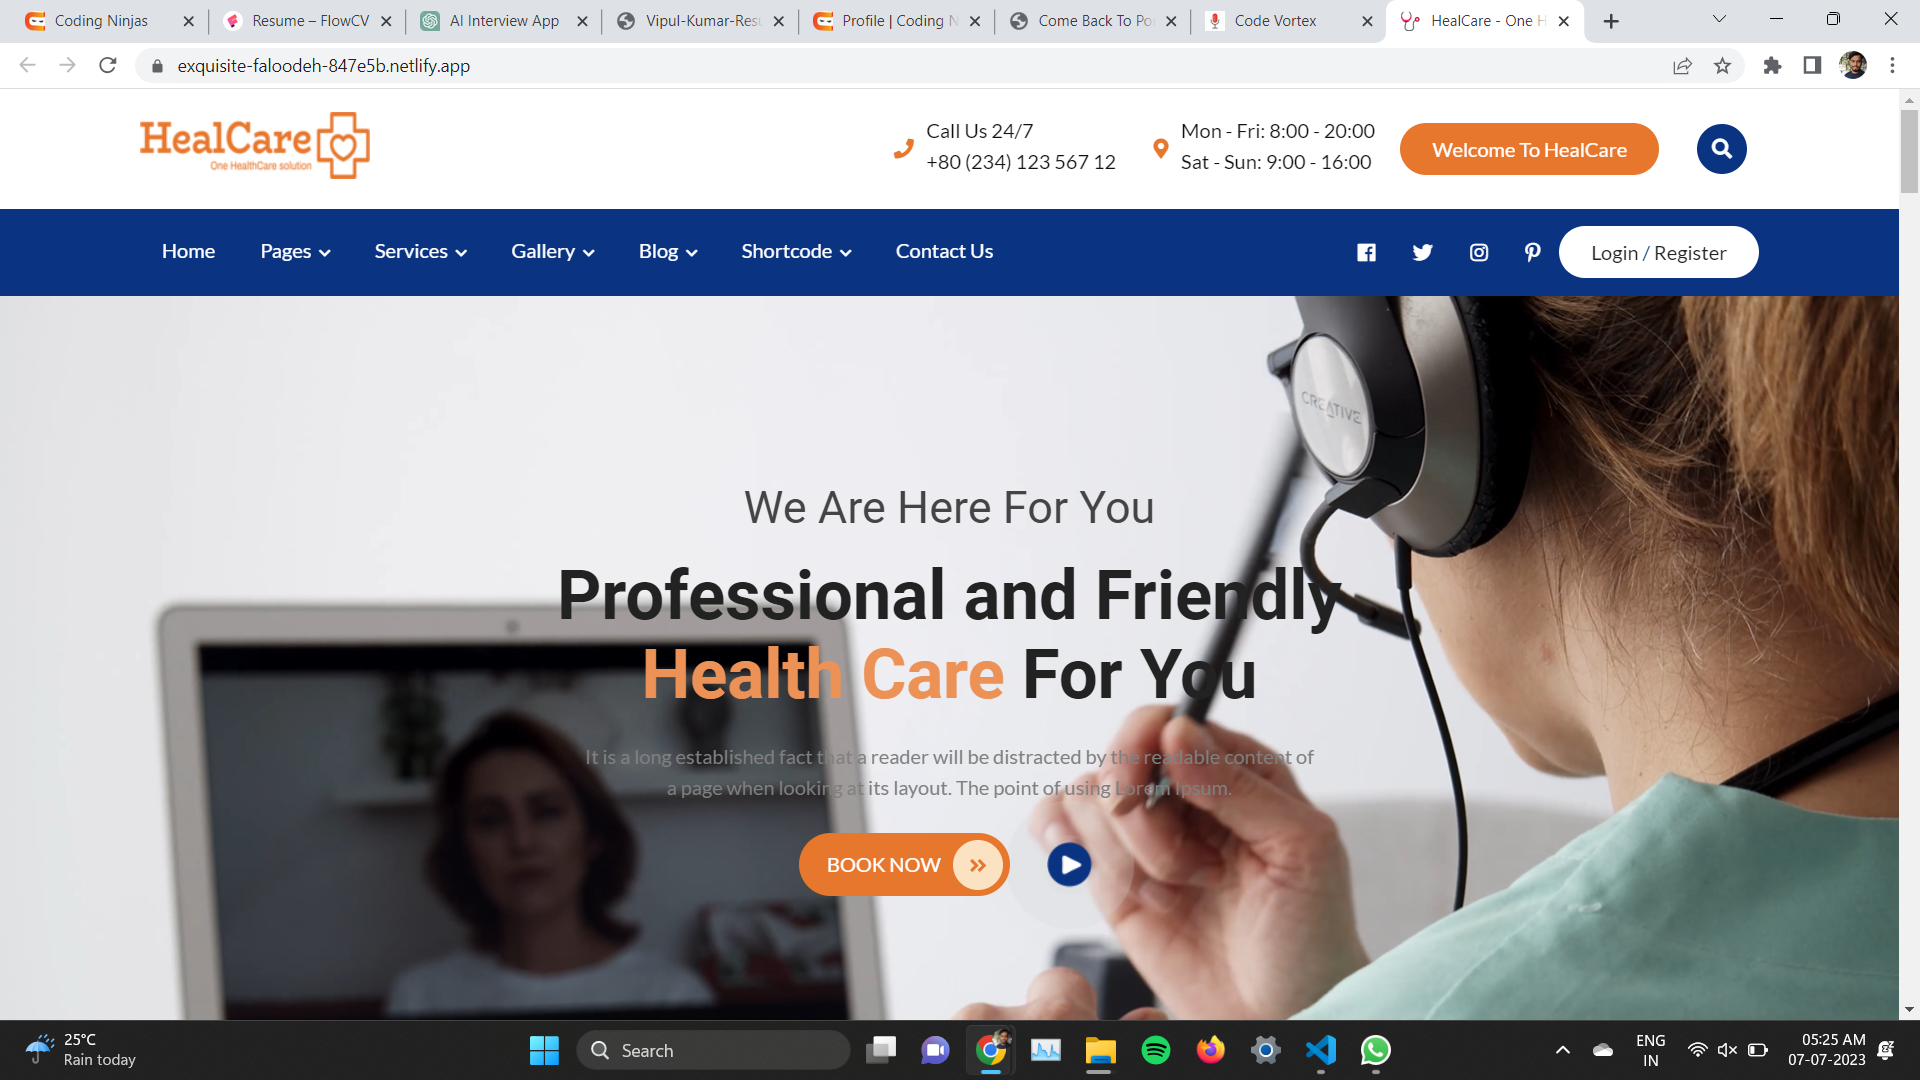 Coding Ninjas
Resume – FlowCV
AI Interview App
Vipul-Kumar-Resu
Profile | Coding N
Come Back To Po
Code Vortex
HealCare - One H
exquisite-faloodeh-847e5b.netlify.app
HealCare
One HealthCare solution
Call Us 24/7
+80 (234) 123 567 12
Mon - Fri: 8:00 - 20:00
Sat - Sun: 9:00 - 16:00
Welcome To HealCare
Home
Pages
Services
Gallery
Blog
Shortcode
Contact Us
Login / Register
CREATIVE
We Are Here For You
Professional and Friendly
Health Care For You
It is a long established fact that a reader will be distracted by the readable content of
a page when looking at its layout. The point of using Lorem Ipsum.
BOOK NOW
25°C
Rain today
Search
ENG
IN
05:25 AM
07-07-2023